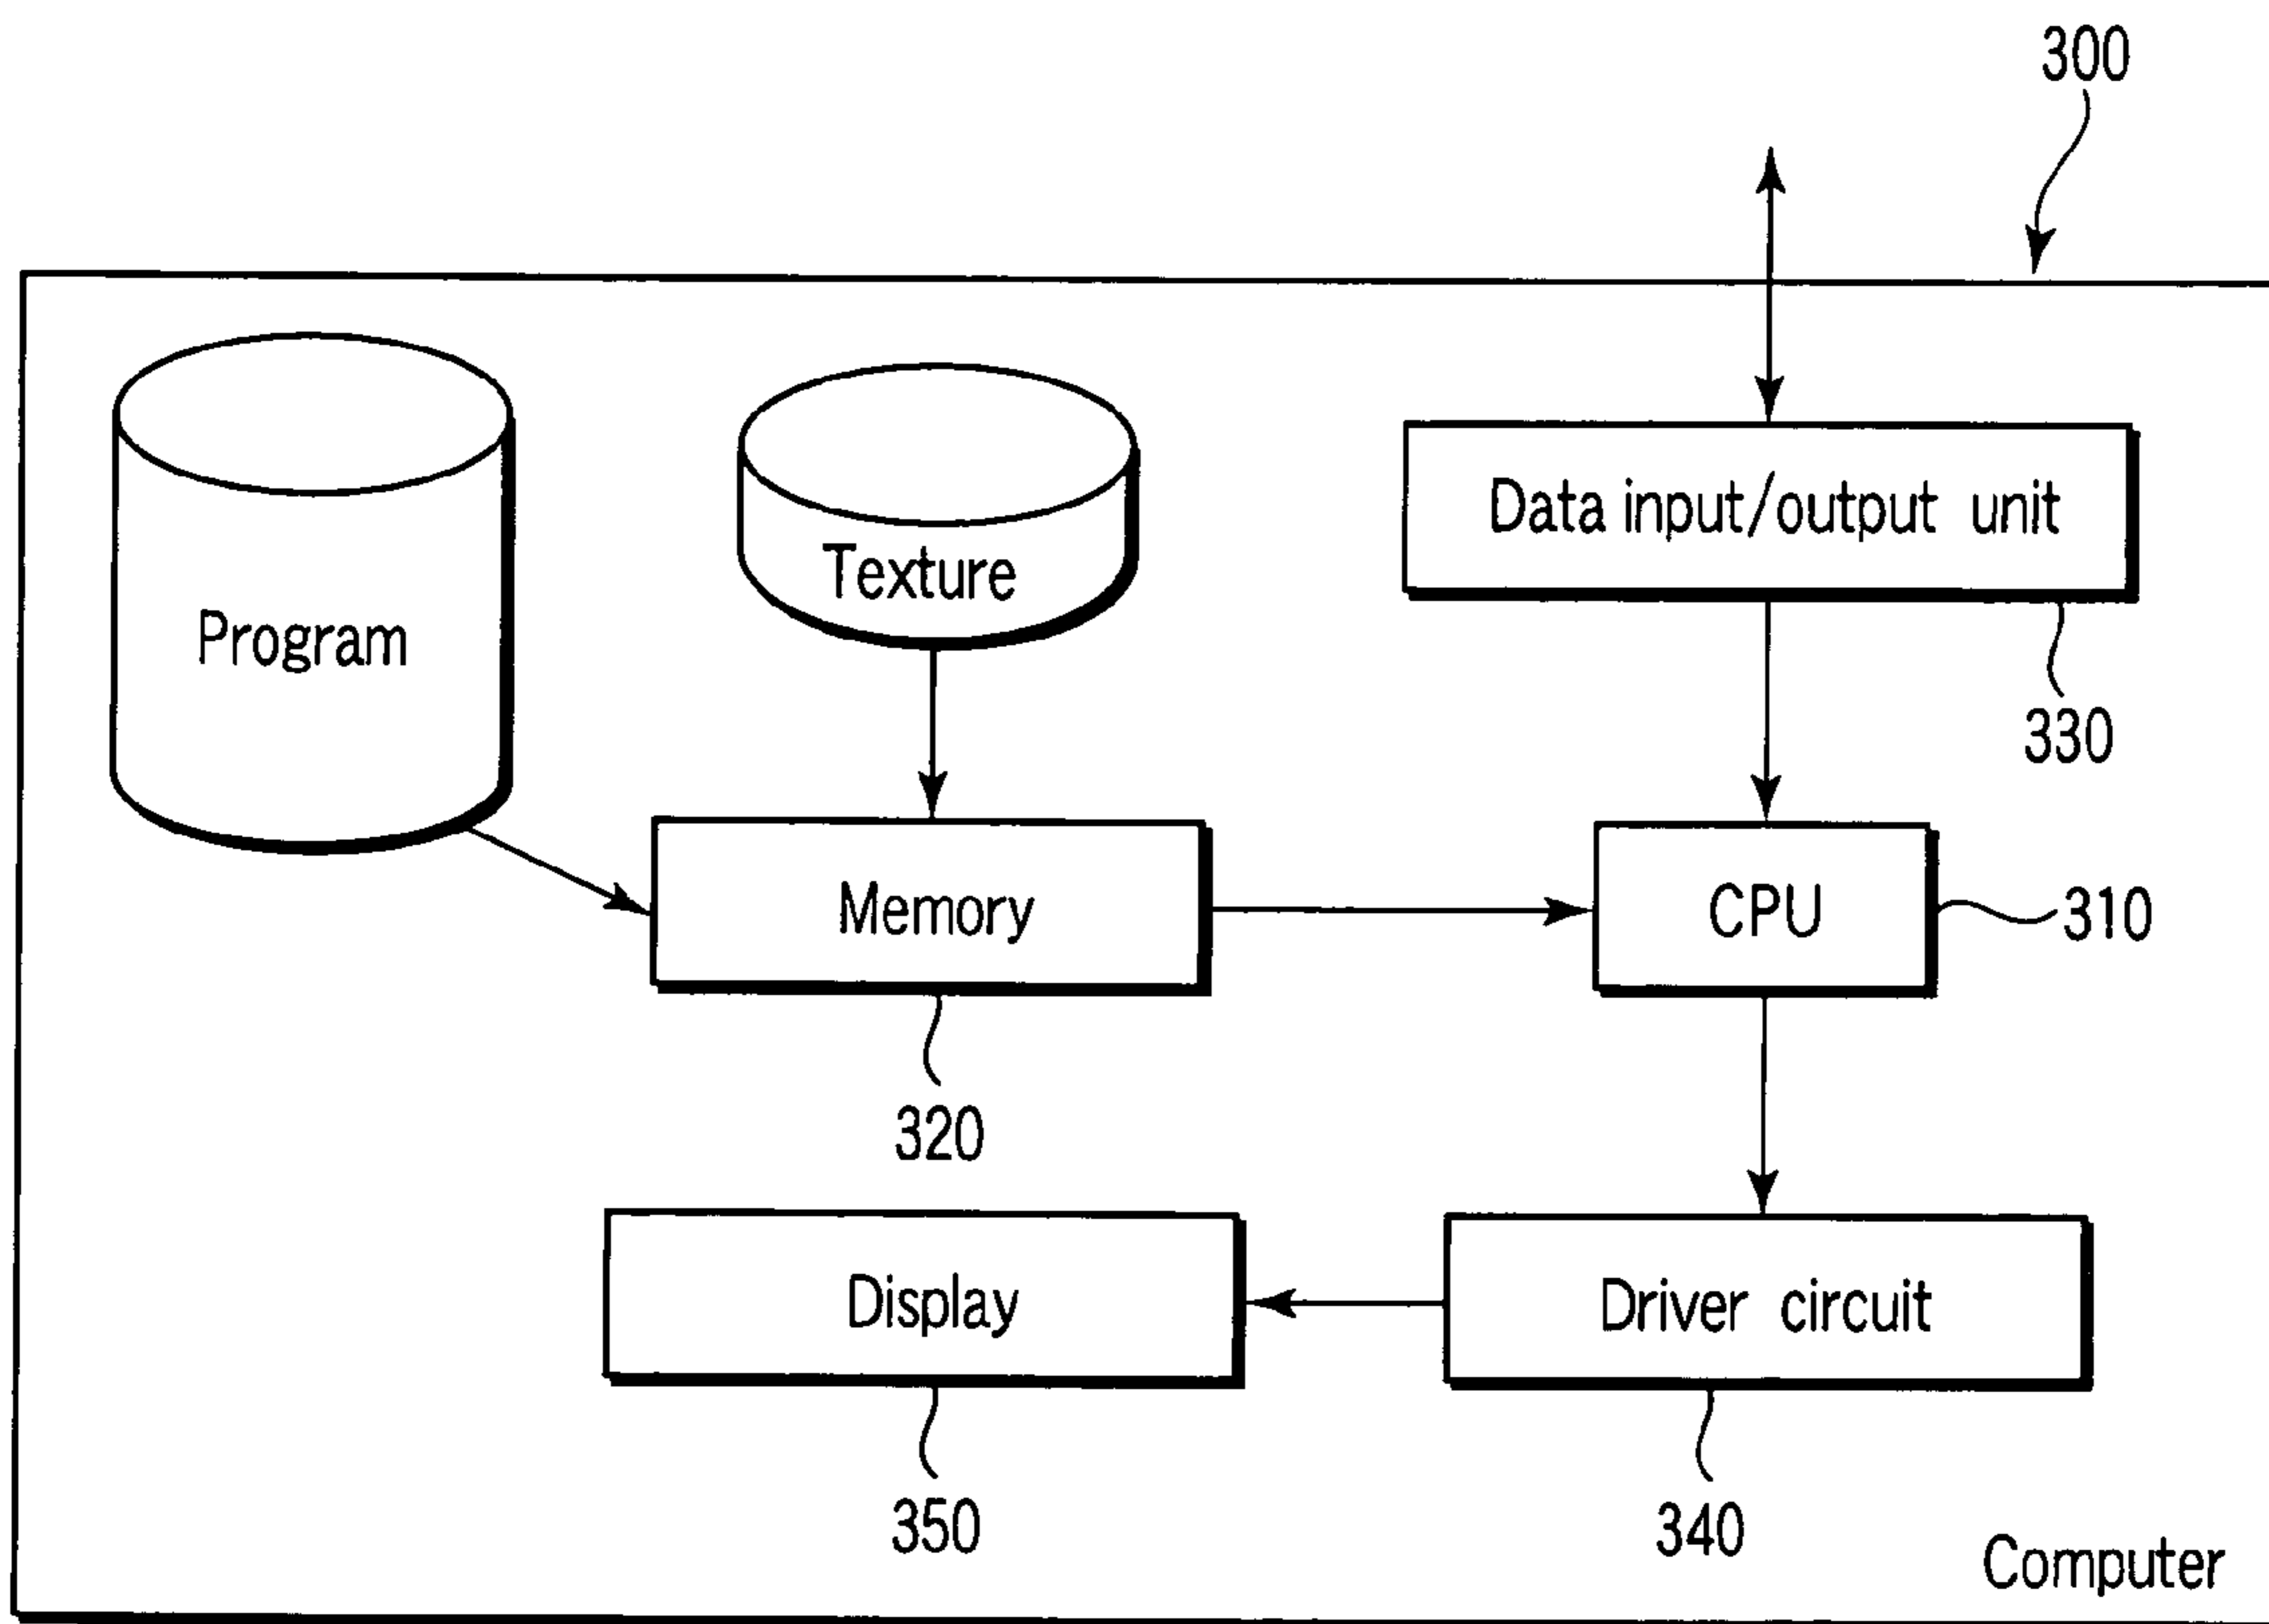 300
Data input/output unit
Texture
Program
330
Memory
CPU
310
320
Display
Driver circuit
350
340
Computer